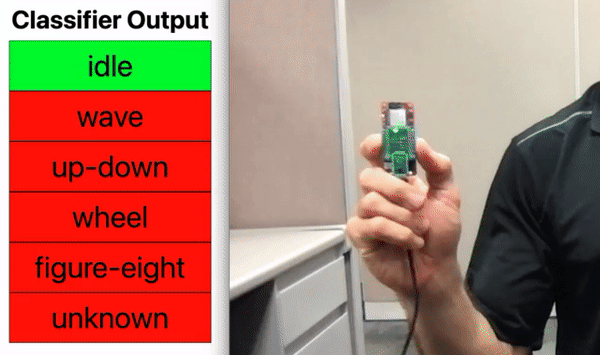 Classifier Output
idle
wave
up-down
wheel
figure-eight
unknown